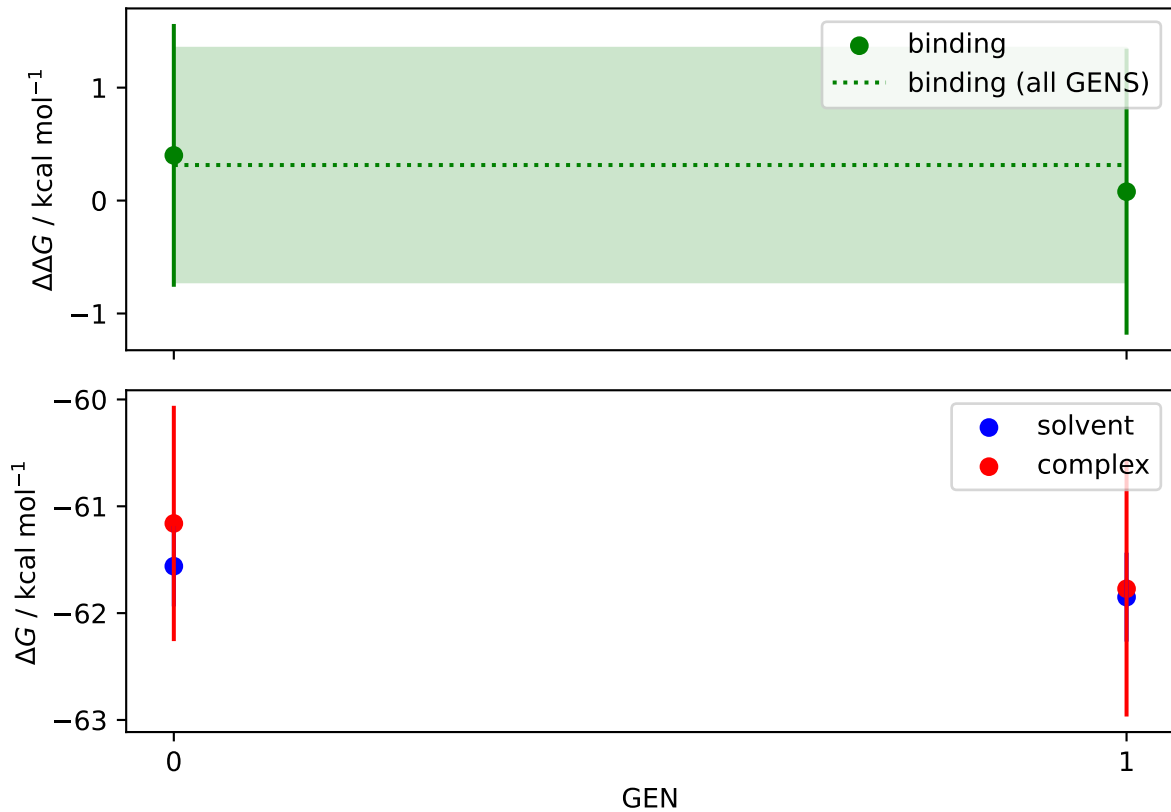 binding
binding (all GENS)
1
0
−1
ΔΔG / kcal mol⁻¹
solvent
complex
−60
−61
−62
−63
ΔG / kcal mol⁻¹
0 1
GEN